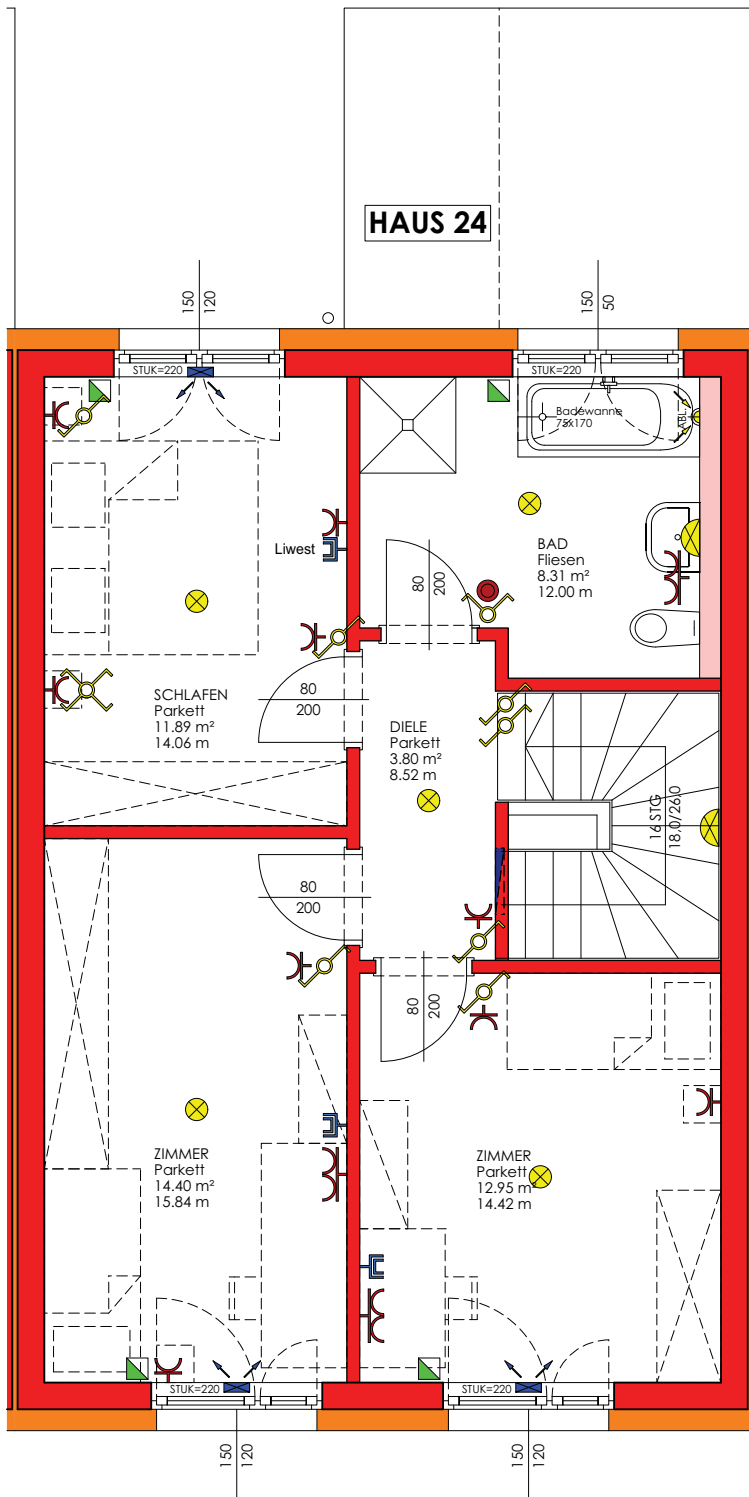 HAUS 24
150
120
150
50
STUK=220
STUK=220
Badewanne
75x170
ABL.
Liwest
BAD
Fliesen
8.31 m²
12.00 m
80
200
SCHLAFEN
Parkett
11.89 m²
14.06 m
80
200
DIELE
Parkett
3.80 m²
8.52 m
16 STG
18.0/26.0
80
200
80
200
ZIMMER
Parkett
14.40 m²
15.84 m
ZIMMER
Parkett
12.95 m²
14.42 m
STUK=220
STUK=220
150
120
150
120